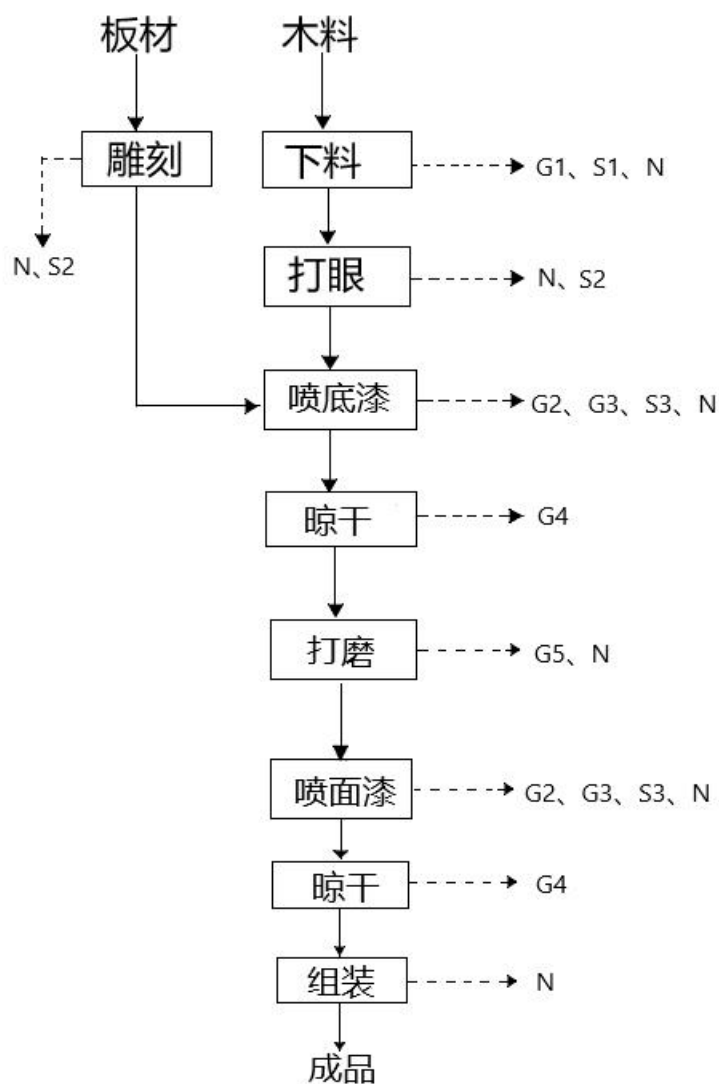 板材
木料
雕刻
下料
G1、S1、N
N、S2
打眼
N、S2
喷底漆
G2、G3、S3、N
晾干
G4
打磨
G5、N
喷面漆
G2、G3、S3、N
晾干
G4
组装
N
成品